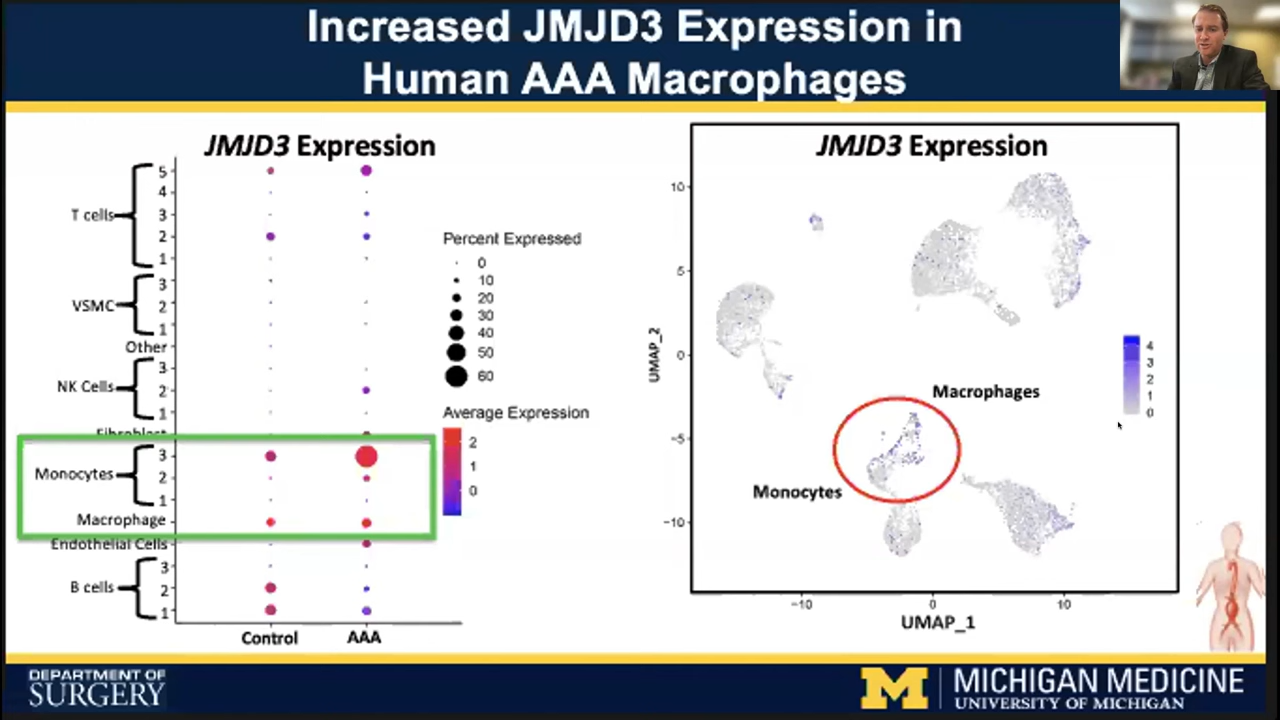 Increased JMJD3 Expression in
Human AAA Macrophages
JMJD3 Expression
T cells
5
4
3
2
1
VSMC
3
2
1
Other
NK Cells
3
2
1
Fibroblast
Monocytes
3
2
1
Macrophage
Endothelial Cells
B cells
3
2
1
Control
AAA
Percent Expressed
0
10
20
30
40
50
60
Average Expression
2
1
0
JMJD3 Expression
UMAP_2
10
5
0
−5
−10
Macrophages
Monocytes
4
3
2
1
0
−10
0
10
UMAP_1
DEPARTMENT OF
SURGERY
M
MICHIGAN MEDICINE
UNIVERSITY OF MICHIGAN